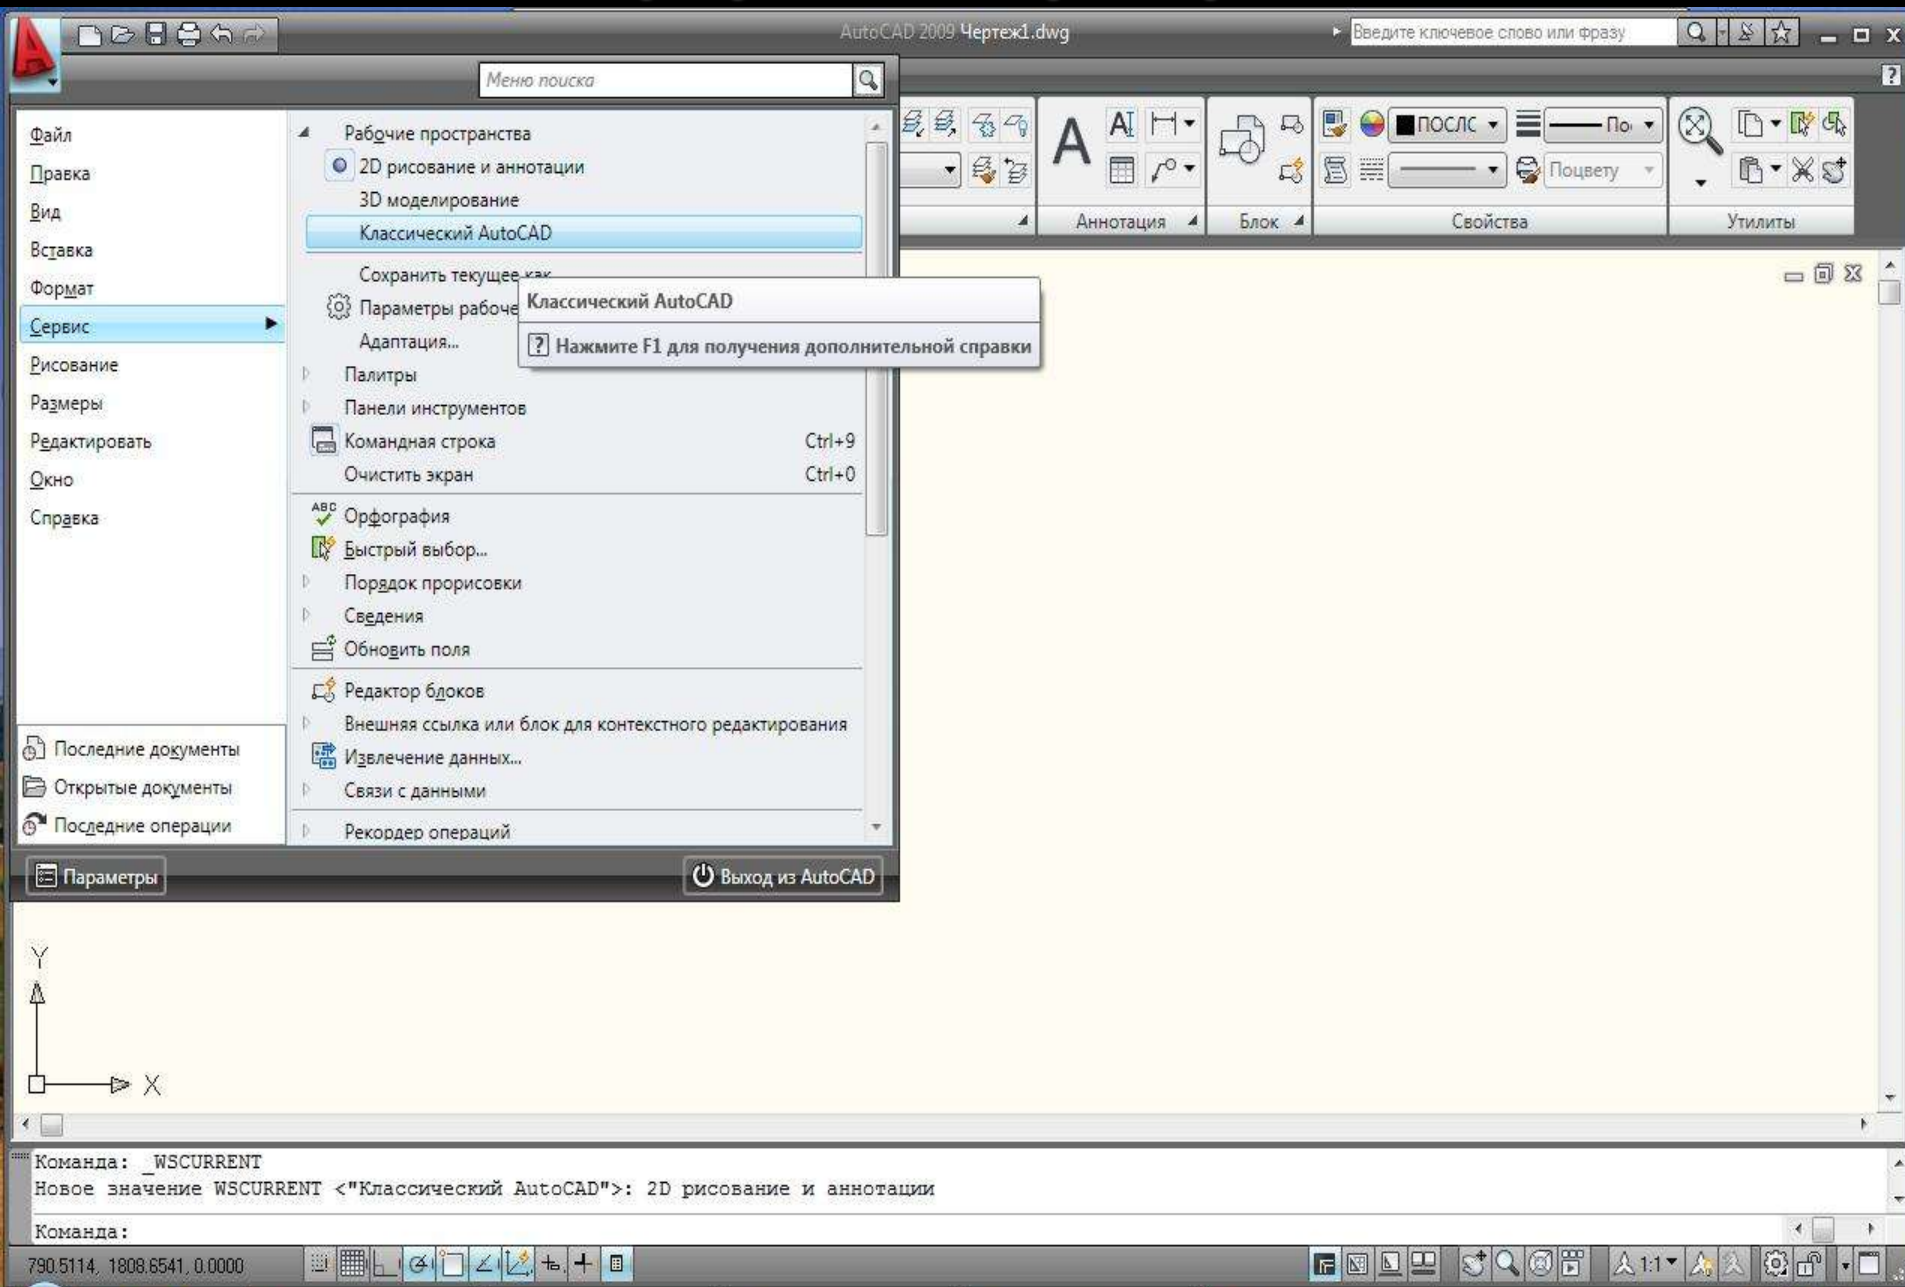 AutoCAD 2009 Чертеж1.dwg
Введите ключевое слово или фразу
Меню поиска
Файл
Правка
Вид
Вставка
Формат
Сервис
Рисование
Размеры
Редактировать
Окно
Справка
Последние документы
Открытые документы
Последние операции
Параметры
Выход из AutoCAD
Рабочие пространства
2D рисование и аннотации
3D моделирование
Классический AutoCAD
Сохранить текущее как
Параметры рабоче
Адаптация...
Палитры
Панели инструментов
Командная строка Ctrl+9
Очистить экран Ctrl+0
ABC Орфография
Быстрый выбор...
Порядок прорисовки
Сведения
Обновить поля
Редактор блоков
Внешняя ссылка или блок для контекстного редактирования
Извлечение данных...
Связи с данными
Рекордер операций
Классический AutoCAD
? Нажмите F1 для получения дополнительной справки
A AI
ПОСЛС По
Поцвету
Аннотация Блок Свойства Утилиты
Y
X
Команда: _WSCURRENT
Новое значение WSCURRENT <"Классический AutoCAD">: 2D рисование и аннотации
Команда:
790.5114, 1808.6541, 0.0000
1:1